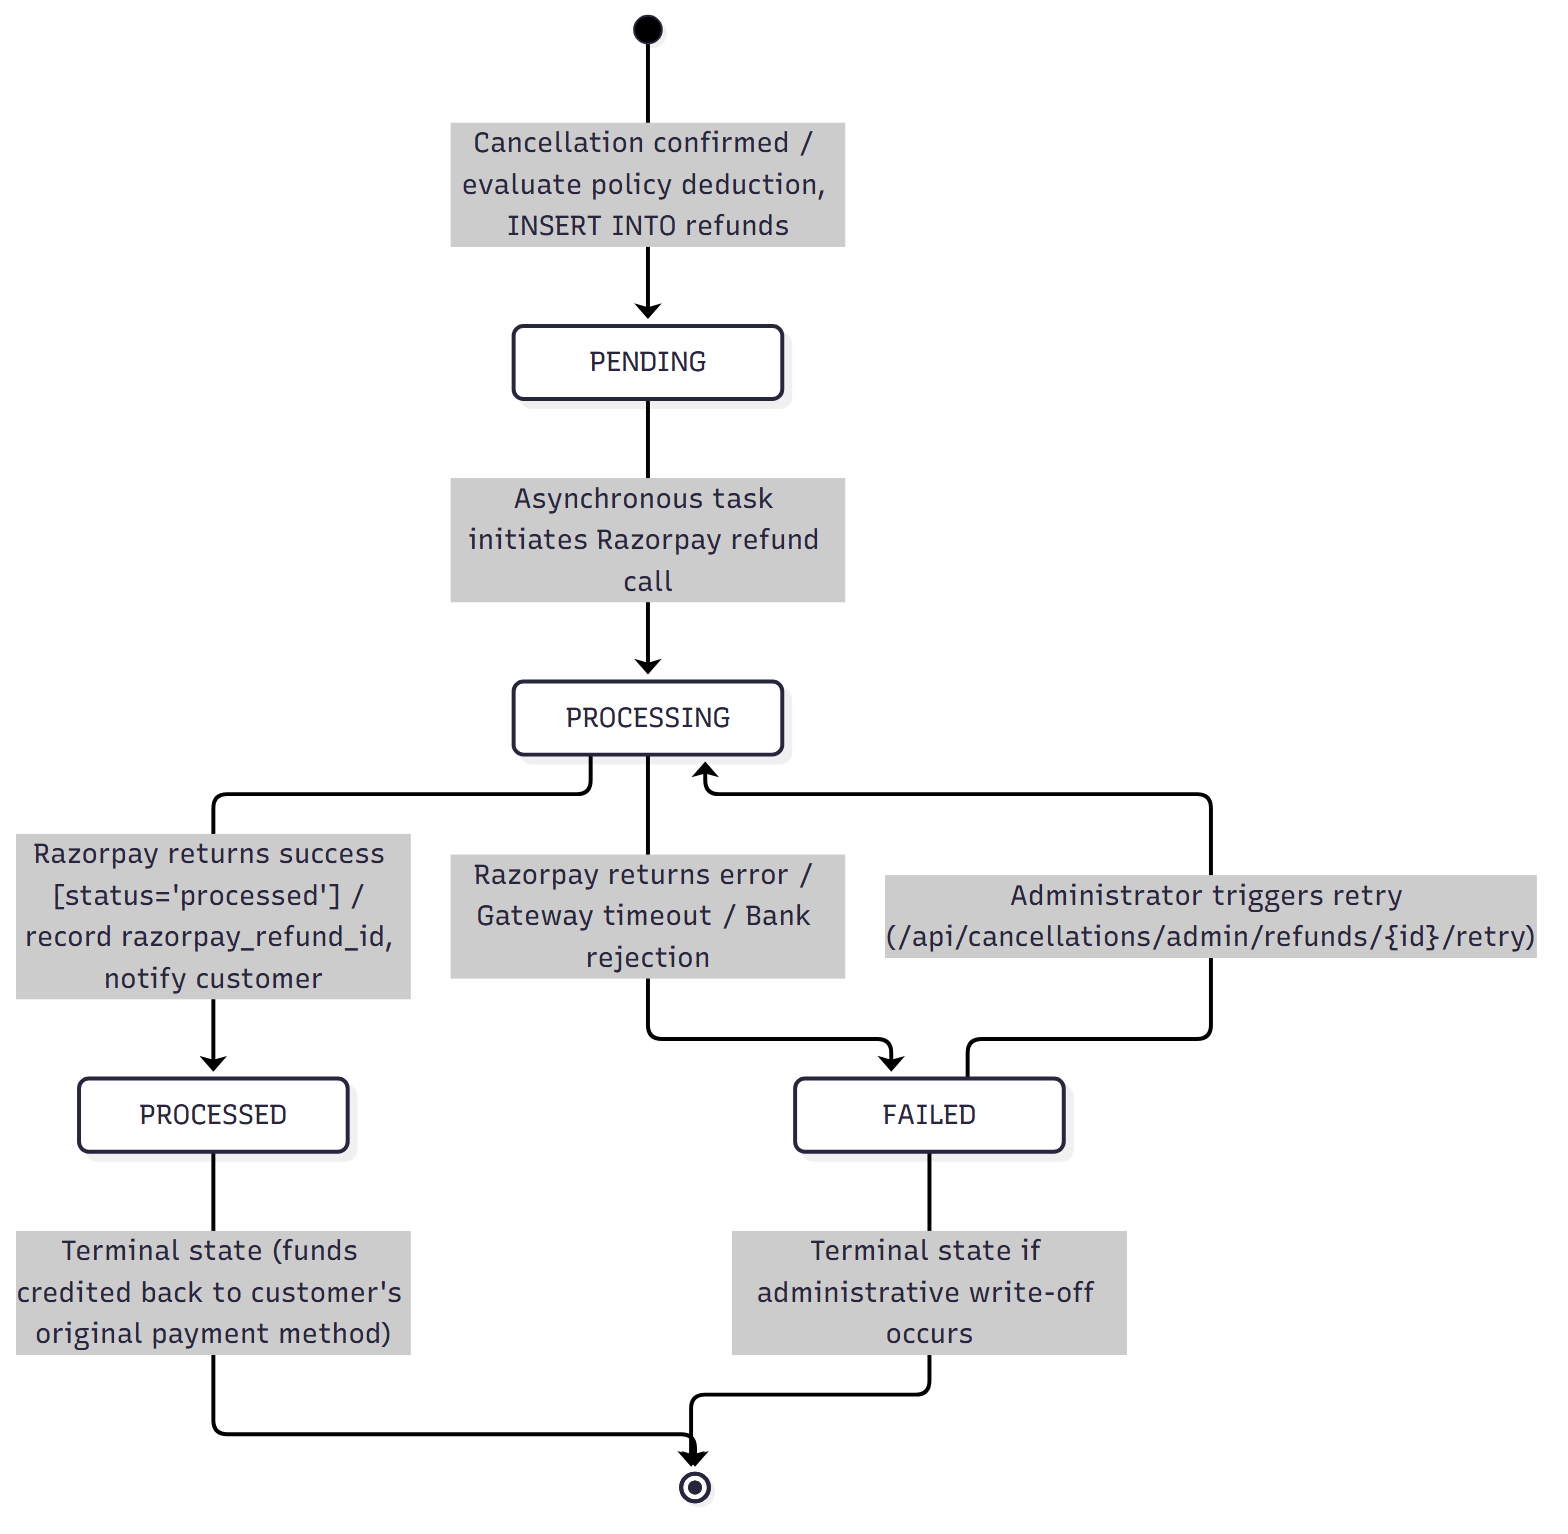 Cancellation confirmed /
evaluate policy deduction,
INSERT INTO refunds
PENDING
Asynchronous task
initiates Razorpay refund
call
PROCESSING
Razorpay returns success
[status='processed'] /
record razorpay_refund_id,
notify customer
Razorpay returns error /
Gateway timeout / Bank
rejection
Administrator triggers retry
(/api/cancellations/admin/refunds/{id}/retry)
PROCESSED
FAILED
Terminal state (funds
credited back to customer's
original payment method)
Terminal state if
administrative write-off
occurs